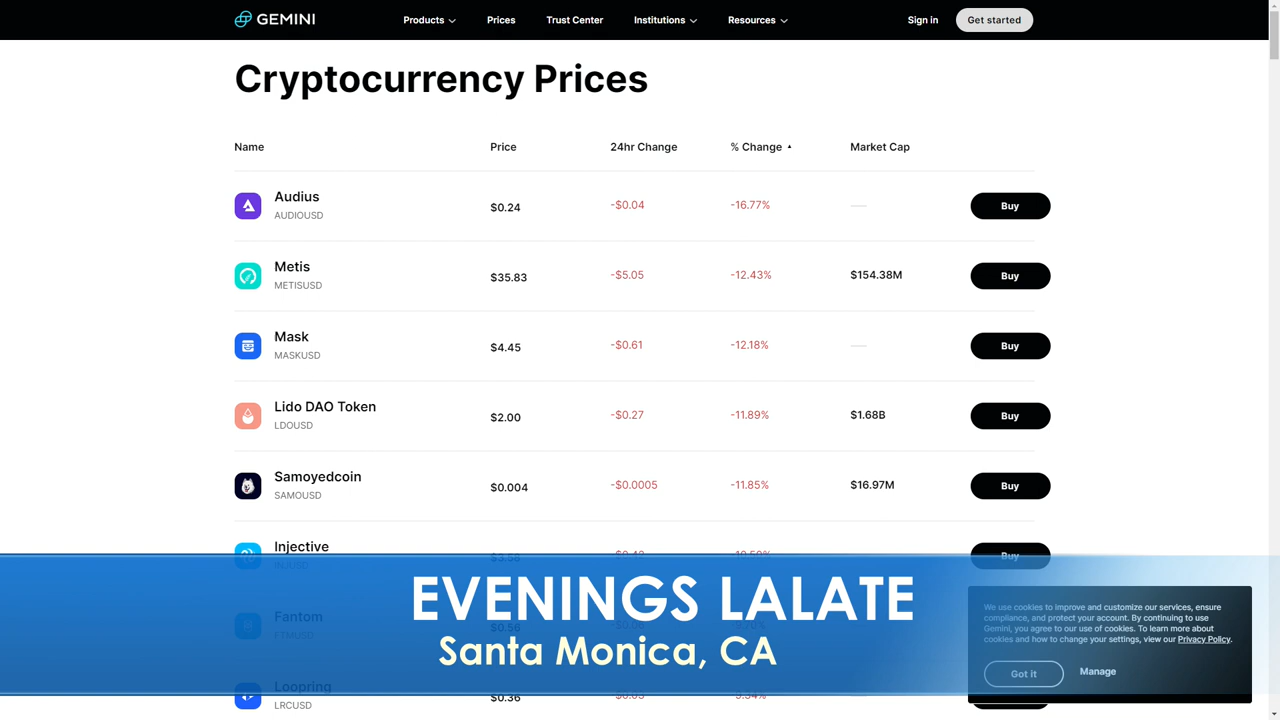 GEMINI Products Prices Trust Center Institutions Resources Sign in Get started
Cryptocurrency Prices
Name Price 24hr Change % Change Market Cap
Audius
AUDIOUSD
$0.24 -$0.04 -16.77% Buy
Metis
METISUSD
$35.83 -$5.05 -12.43% $154.38M Buy
Mask
MASKUSD
$4.45 -$0.61 -12.18% Buy
Lido DAO Token
LDOUSD
$2.00 -$0.27 -11.89% $1.68B Buy
Samoyedcoin
SAMOUSD
$0.004 -$0.0005 -11.85% $16.97M Buy
Injective
INJUSD
Buy
EVENINGS LALATE
Santa Monica, CA
Fantom
FTMUSD
$0.56
Loopring
LRCUSD
$0.36
We use cookies to improve and customize our services, ensure
compliance, and protect your account. By continuing to use
Gemini, you agree to our use of cookies. To learn more about
cookies and how to change your settings, view our Privacy Policy.
Got it Manage